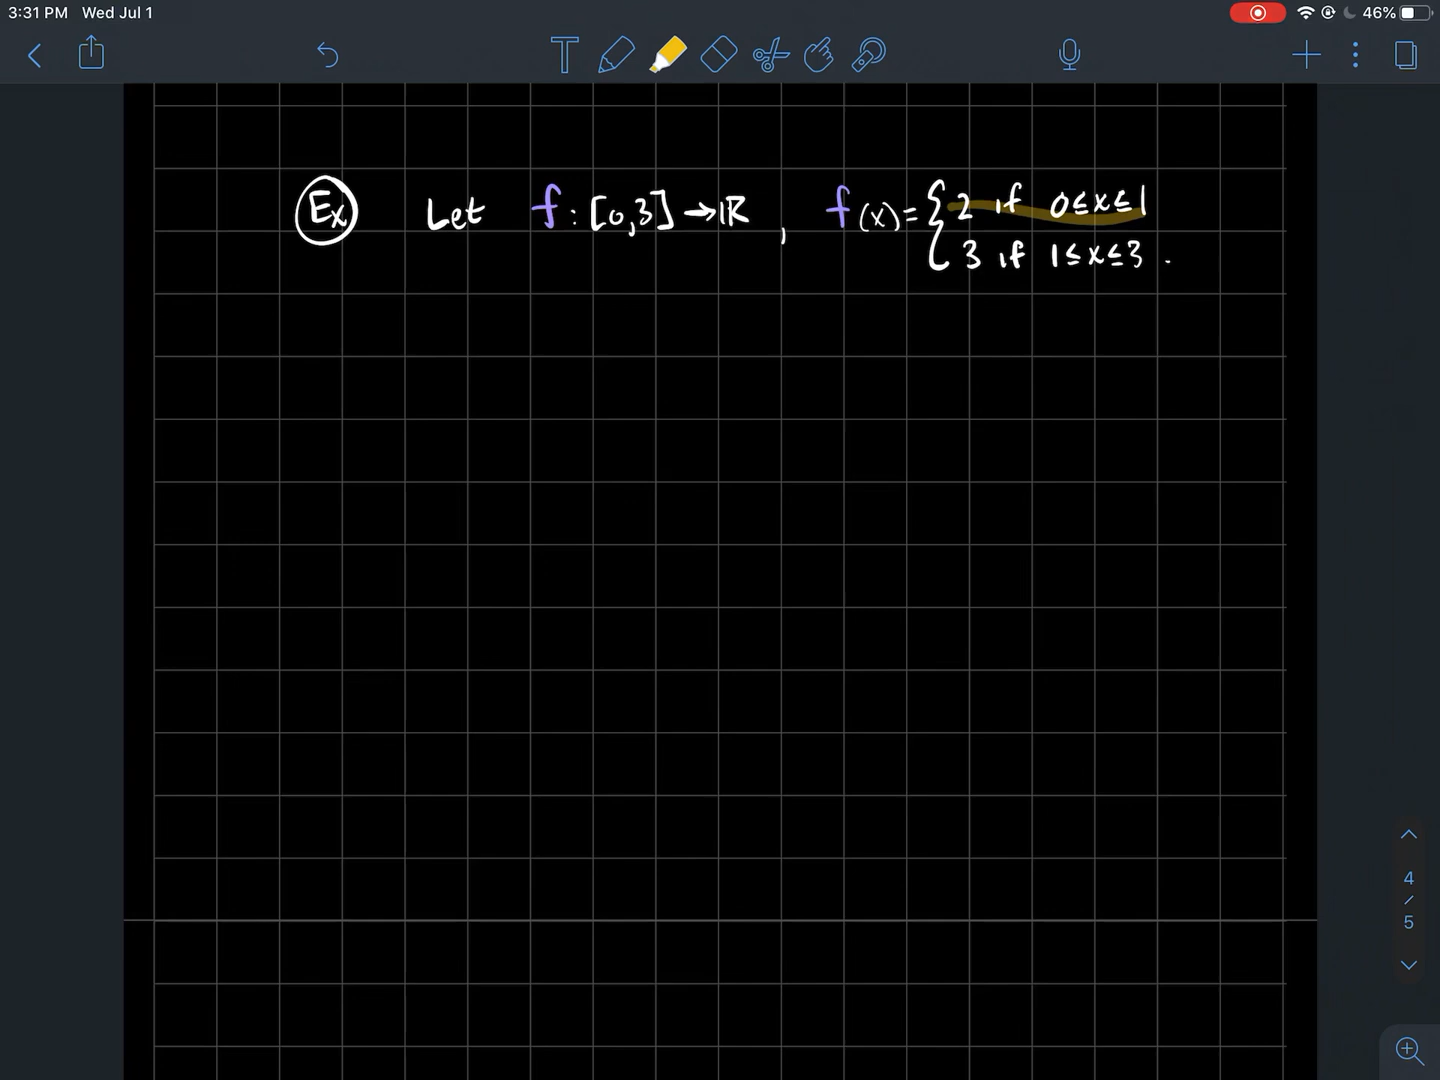 3:31 PM Wed Jul 1 46%
T
Ex Let f : [0,3] → ℝ , f(x) = { 2 if 0≤x≤1
3 if 1≤x≤3 .
4
/
5